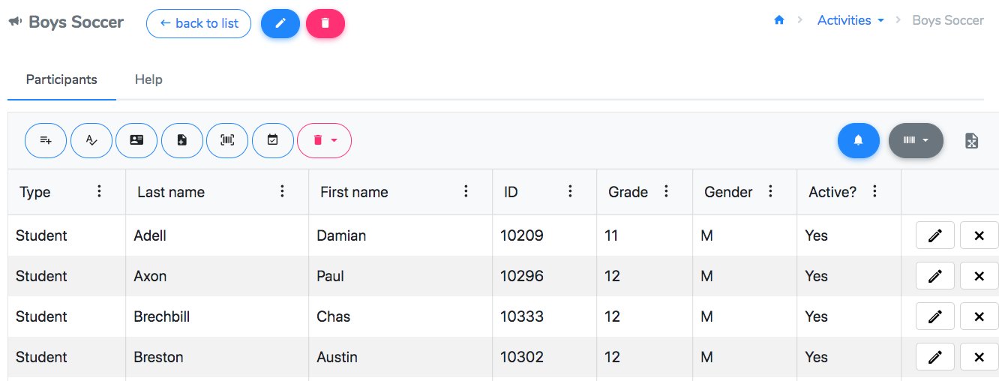 Boys Soccer ← back to list Activities Boys Soccer
Participants Help
Type Last name First name ID Grade Gender Active?
Student Adell Damian 10209 11 M Yes
Student Axon Paul 10296 12 M Yes
Student Brechbill Chas 10333 12 M Yes
Student Breston Austin 10302 12 M Yes